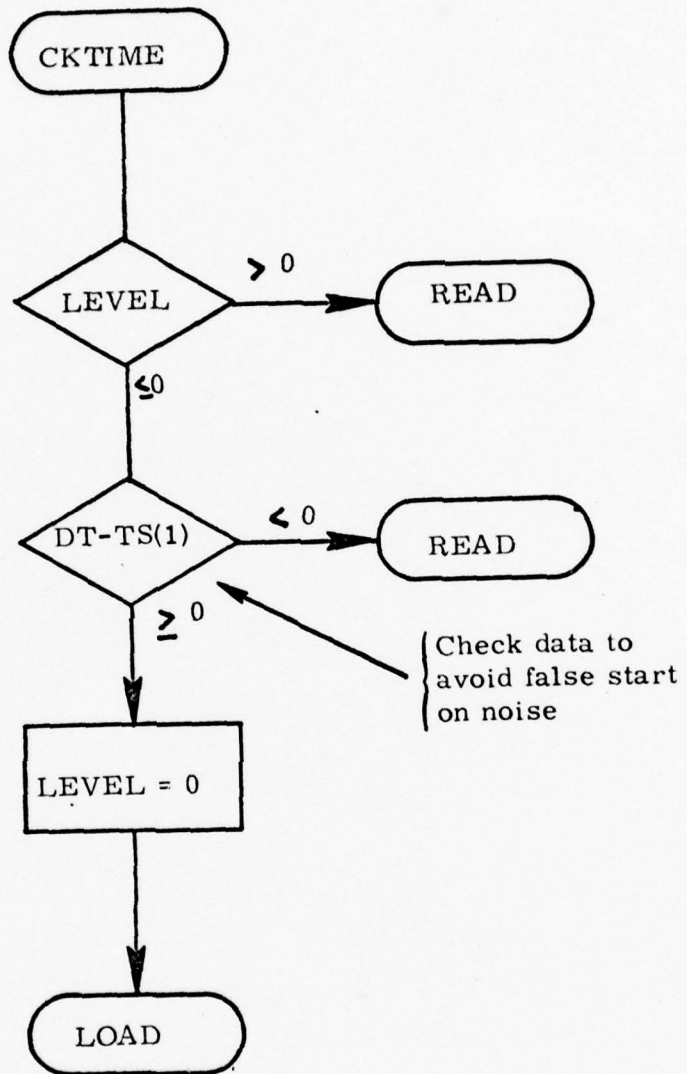 CKTIME
> 0
LEVEL
READ
≤0
< 0
DT-TS(1)
READ
≥ 0
Check data to
avoid false start
on noise
LEVEL = 0
LOAD